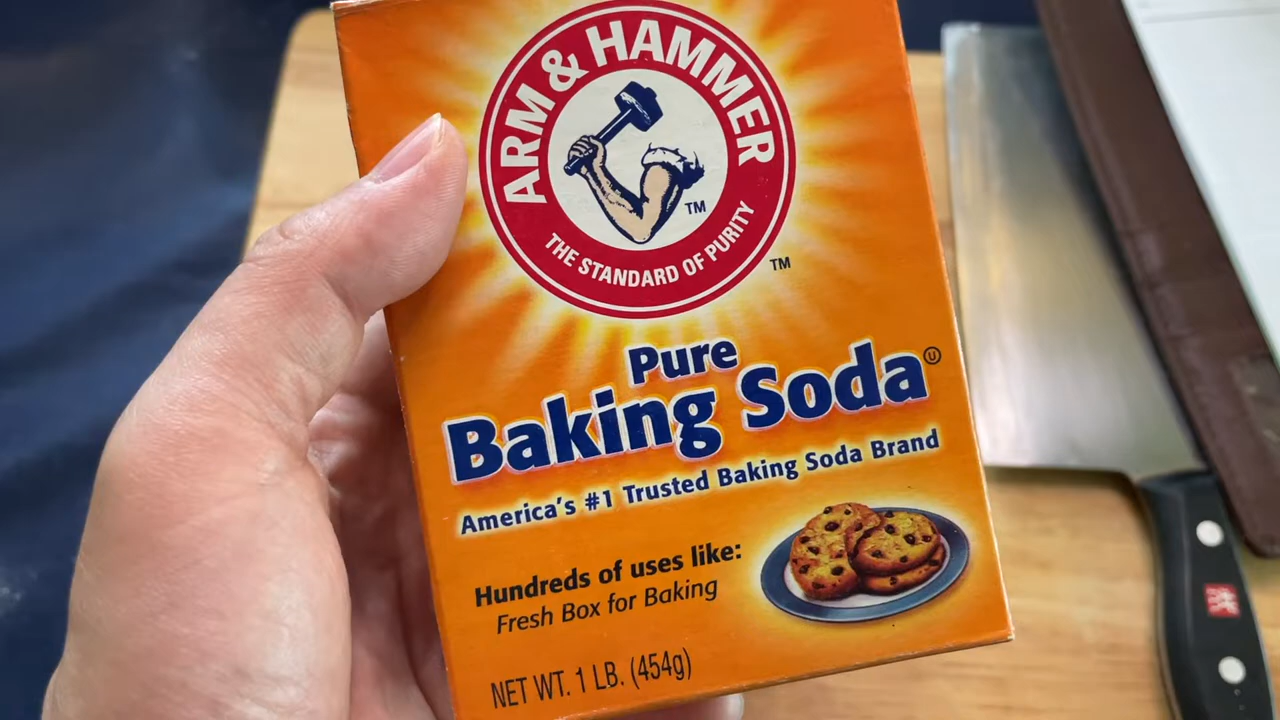 ARM & HAMMER
TM
THE STANDARD OF PURITY
TM
Pure
Baking Soda Ⓤ
America's #1 Trusted Baking Soda Brand
Hundreds of uses like:
Fresh Box for Baking
NET WT. 1 LB. (454g)